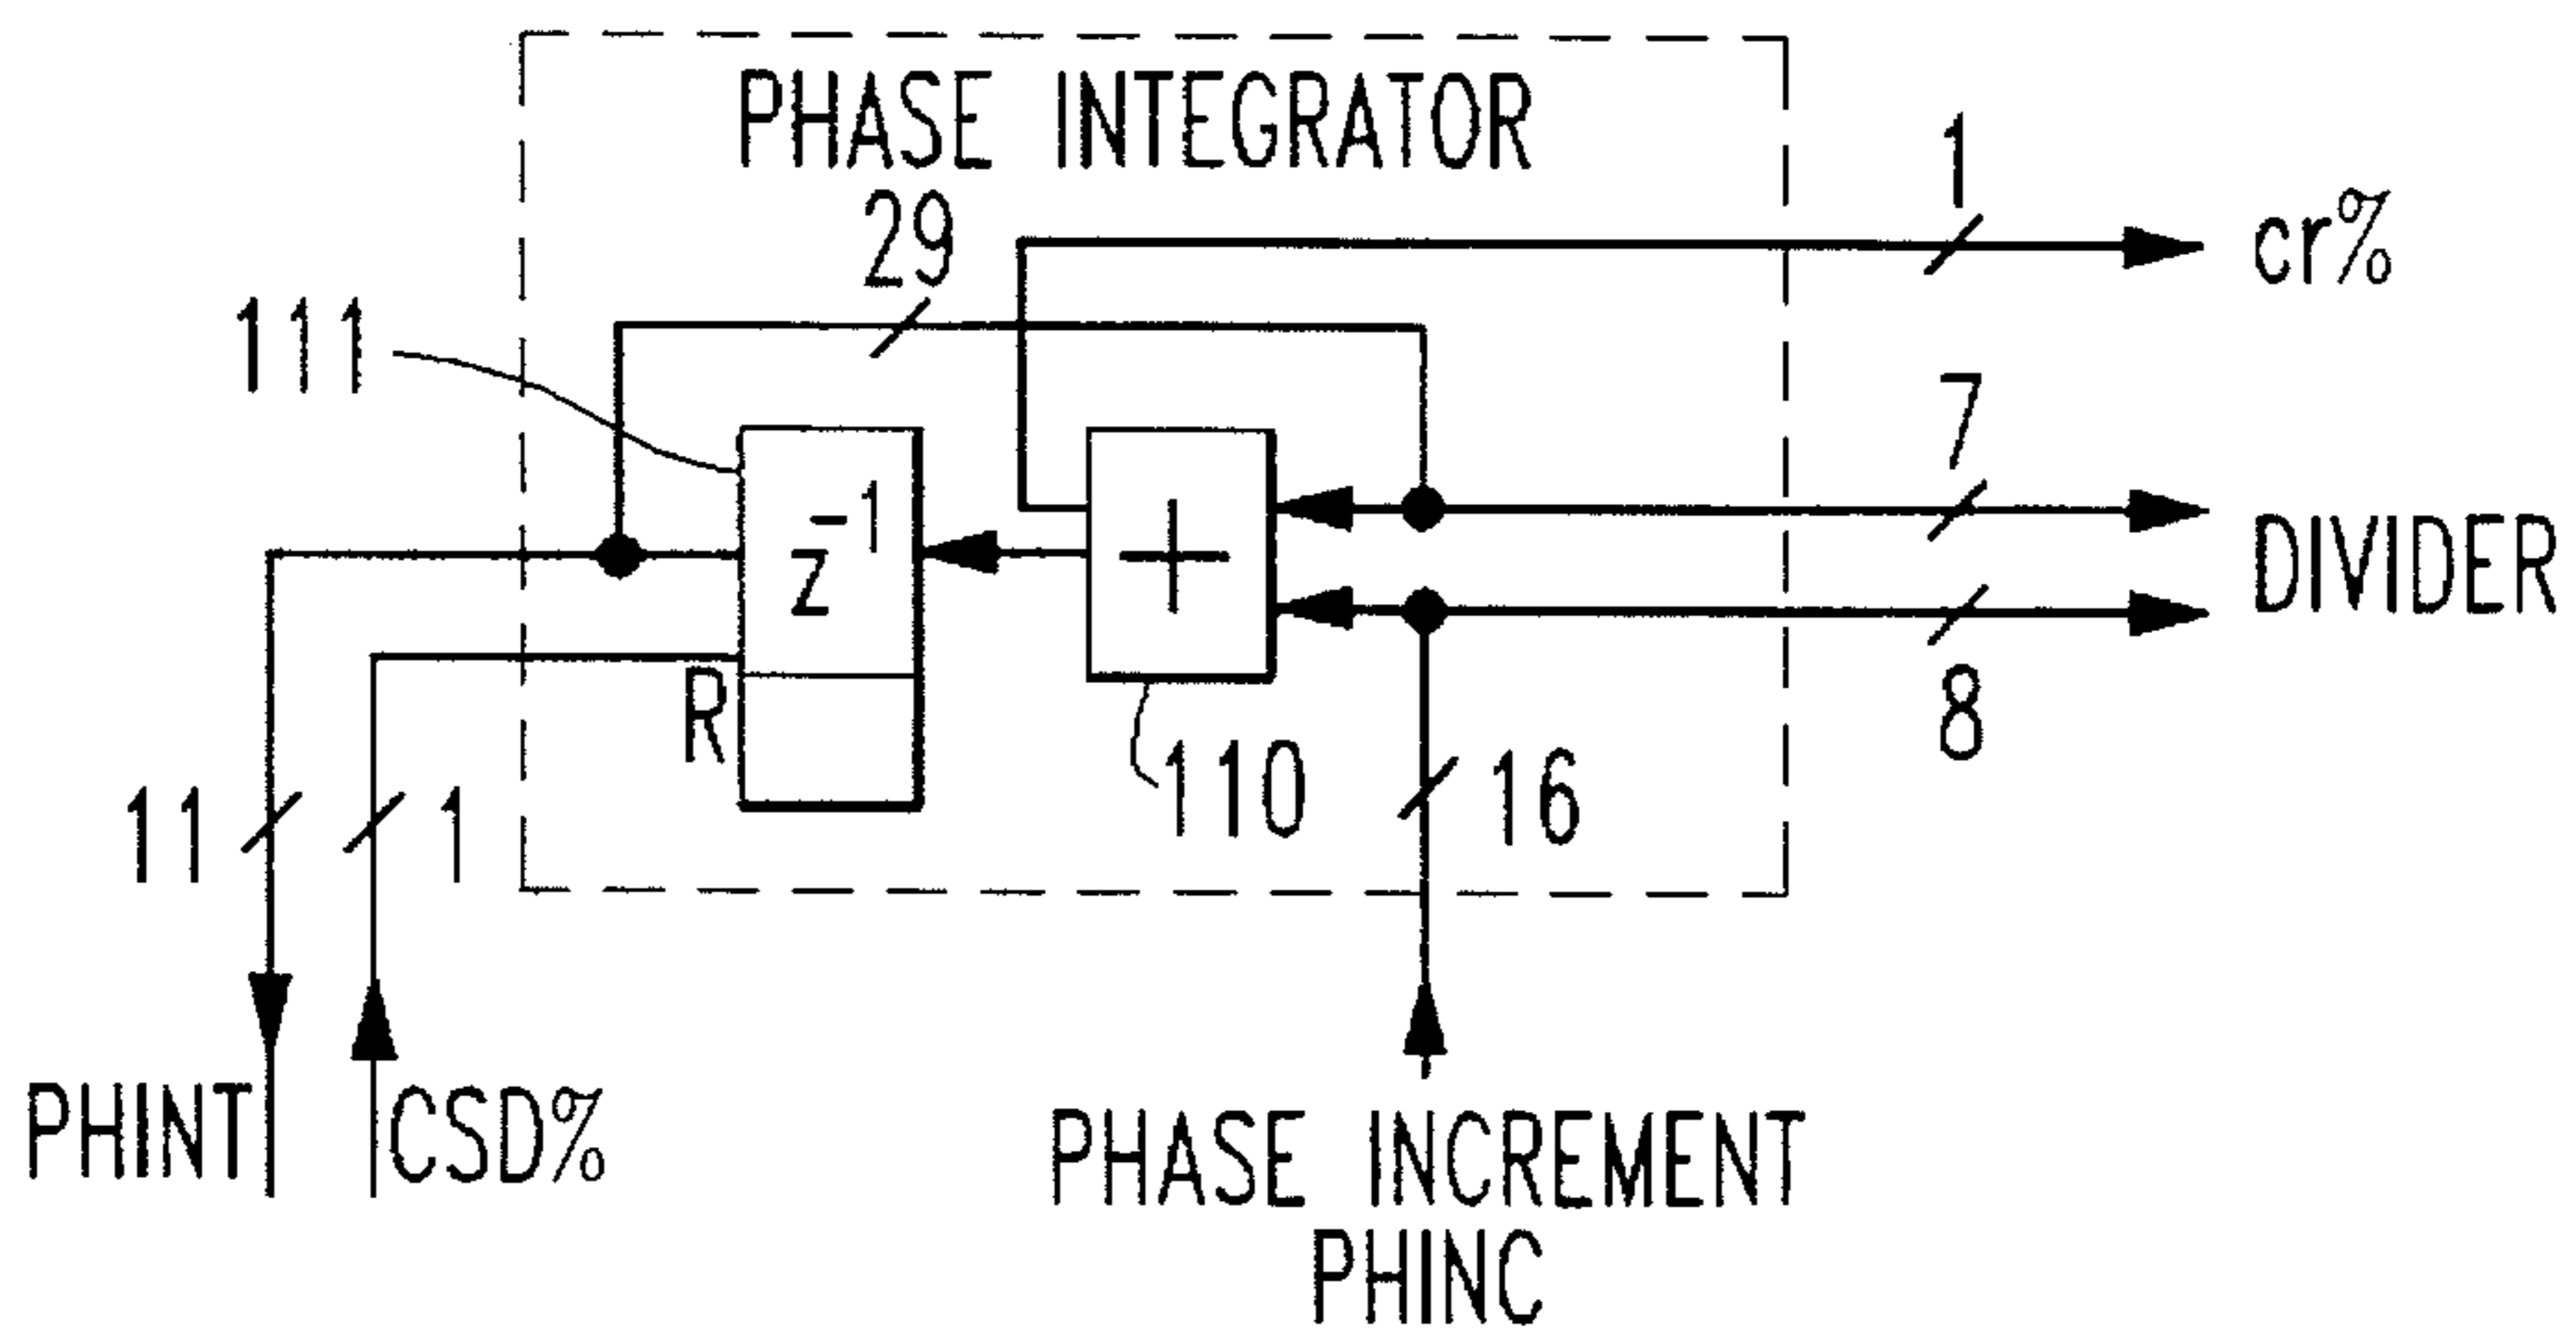 PHASE INTEGRATOR
1
cr%
29
111
7
z-1
+
DIVIDER
8
R
110
16
11
1
PHINT
CSD%
PHASE INCREMENT
PHINC